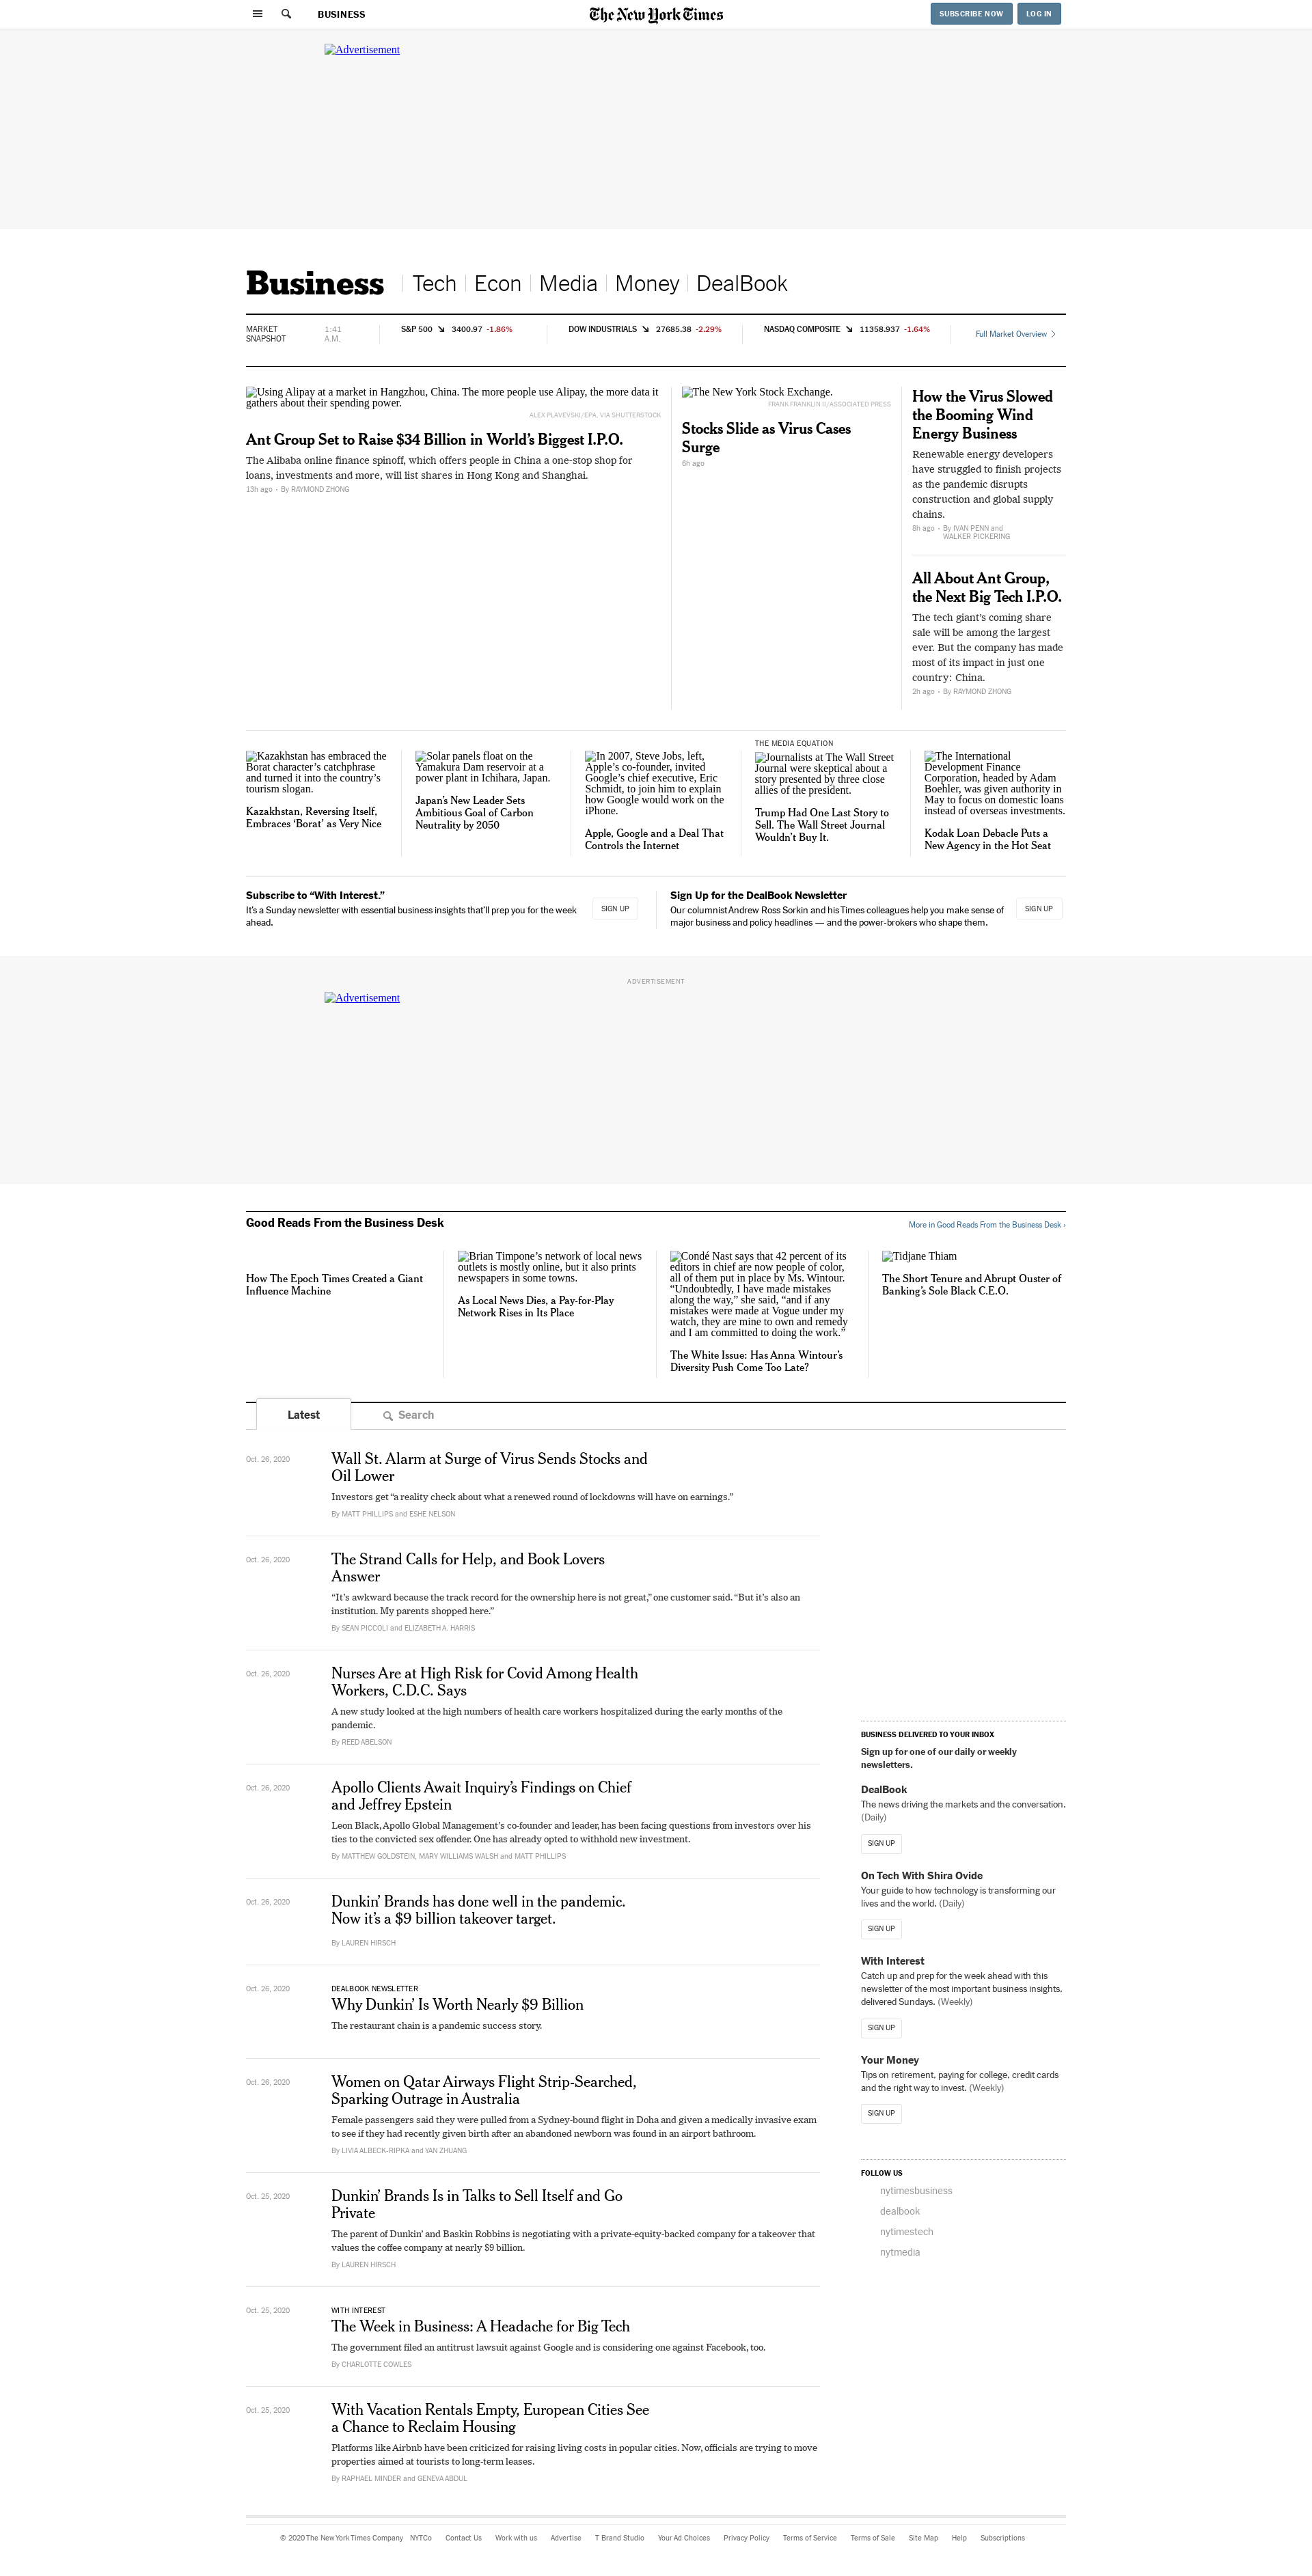 BUSINESS
The New York Times
SUBSCRIBE NOW
LOG IN
Advertisement
Business
Tech
Econ
Media
Money
DealBook
MARKET
SNAPSHOT
1:41
A.M.
S&P 500 3400.97 -1.86%
DOW INDUSTRIALS 27685.38 -2.29%
NASDAQ COMPOSITE 11358.937 -1.64%
Full Market Overview
Using Alipay at a market in Hangzhou, China. The more people use Alipay, the more data it
gathers about their spending power.
ALEX PLAVEVSKI/EPA, VIA SHUTTERSTOCK
Ant Group Set to Raise $34 Billion in World’s Biggest I.P.O.
The Alibaba online finance spinoff, which offers people in China a one-stop shop for
loans, investments and more, will list shares in Hong Kong and Shanghai.
13h ago • By RAYMOND ZHONG
The New York Stock Exchange.
FRANK FRANKLIN II/ASSOCIATED PRESS
Stocks Slide as Virus Cases
Surge
6h ago
How the Virus Slowed
the Booming Wind
Energy Business
Renewable energy developers
have struggled to finish projects
as the pandemic disrupts
construction and global supply
chains.
8h ago • By IVAN PENN and
WALKER PICKERING
All About Ant Group,
the Next Big Tech I.P.O.
The tech giant’s coming share
sale will be among the largest
ever. But the company has made
most of its impact in just one
country: China.
2h ago • By RAYMOND ZHONG
Kazakhstan has embraced the
Borat character’s catchphrase
and turned it into the country’s
tourism slogan.
Kazakhstan, Reversing Itself,
Embraces ‘Borat’ as Very Nice
Solar panels float on the
Yamakura Dam reservoir at a
power plant in Ichihara, Japan.
Japan’s New Leader Sets
Ambitious Goal of Carbon
Neutrality by 2050
In 2007, Steve Jobs, left,
Apple’s co-founder, invited
Google’s chief executive, Eric
Schmidt, to join him to explain
how Google would work on the
iPhone.
Apple, Google and a Deal That
Controls the Internet
THE MEDIA EQUATION
Journalists at The Wall Street
Journal were skeptical about a
story presented by three close
allies of the president.
Trump Had One Last Story to
Sell. The Wall Street Journal
Wouldn’t Buy It.
The International
Development Finance
Corporation, headed by Adam
Boehler, was given authority in
May to focus on domestic loans
instead of overseas investments.
Kodak Loan Debacle Puts a
New Agency in the Hot Seat
Subscribe to “With Interest.”
It’s a Sunday newsletter with essential business insights that’ll prep you for the week
ahead.
SIGN UP
Sign Up for the DealBook Newsletter
Our columnist Andrew Ross Sorkin and his Times colleagues help you make sense of
major business and policy headlines — and the power-brokers who shape them.
SIGN UP
ADVERTISEMENT
Advertisement
Good Reads From the Business Desk
More in Good Reads From the Business Desk ›
How The Epoch Times Created a Giant
Influence Machine
Brian Timpone’s network of local news
outlets is mostly online, but it also prints
newspapers in some towns.
As Local News Dies, a Pay-for-Play
Network Rises in Its Place
Condé Nast says that 42 percent of its
editors in chief are now people of color,
all of them put in place by Ms. Wintour.
“Undoubtedly, I have made mistakes
along the way,” she said, “and if any
mistakes were made at Vogue under my
watch, they are mine to own and remedy
and I am committed to doing the work.”
The White Issue: Has Anna Wintour’s
Diversity Push Come Too Late?
Tidjane Thiam
The Short Tenure and Abrupt Ouster of
Banking’s Sole Black C.E.O.
Latest
Search
Oct. 26, 2020
Wall St. Alarm at Surge of Virus Sends Stocks and
Oil Lower
Investors get “a reality check about what a renewed round of lockdowns will have on earnings.”
By MATT PHILLIPS and ESHE NELSON
Oct. 26, 2020
The Strand Calls for Help, and Book Lovers
Answer
“It’s awkward because the track record for the ownership here is not great,” one customer said. “But it’s also an
institution. My parents shopped here.”
By SEAN PICCOLI and ELIZABETH A. HARRIS
Oct. 26, 2020
Nurses Are at High Risk for Covid Among Health
Workers, C.D.C. Says
A new study looked at the high numbers of health care workers hospitalized during the early months of the
pandemic.
By REED ABELSON
Oct. 26, 2020
Apollo Clients Await Inquiry’s Findings on Chief
and Jeffrey Epstein
Leon Black, Apollo Global Management’s co-founder and leader, has been facing questions from investors over his
ties to the convicted sex offender. One has already opted to withhold new investment.
By MATTHEW GOLDSTEIN, MARY WILLIAMS WALSH and MATT PHILLIPS
Oct. 26, 2020
Dunkin’ Brands has done well in the pandemic.
Now it’s a $9 billion takeover target.
By LAUREN HIRSCH
Oct. 26, 2020
DEALBOOK NEWSLETTER
Why Dunkin’ Is Worth Nearly $9 Billion
The restaurant chain is a pandemic success story.
Oct. 26, 2020
Women on Qatar Airways Flight Strip-Searched,
Sparking Outrage in Australia
Female passengers said they were pulled from a Sydney-bound flight in Doha and given a medically invasive exam
to see if they had recently given birth after an abandoned newborn was found in an airport bathroom.
By LIVIA ALBECK-RIPKA and YAN ZHUANG
Oct. 25, 2020
Dunkin’ Brands Is in Talks to Sell Itself and Go
Private
The parent of Dunkin’ and Baskin Robbins is negotiating with a private-equity-backed company for a takeover that
values the coffee company at nearly $9 billion.
By LAUREN HIRSCH
Oct. 25, 2020
WITH INTEREST
The Week in Business: A Headache for Big Tech
The government filed an antitrust lawsuit against Google and is considering one against Facebook, too.
By CHARLOTTE COWLES
Oct. 25, 2020
With Vacation Rentals Empty, European Cities See
a Chance to Reclaim Housing
Platforms like Airbnb have been criticized for raising living costs in popular cities. Now, officials are trying to move
properties aimed at tourists to long-term leases.
By RAPHAEL MINDER and GENEVA ABDUL
BUSINESS DELIVERED TO YOUR INBOX
Sign up for one of our daily or weekly
newsletters.
DealBook
The news driving the markets and the conversation.
(Daily)
SIGN UP
On Tech With Shira Ovide
Your guide to how technology is transforming our
lives and the world. (Daily)
SIGN UP
With Interest
Catch up and prep for the week ahead with this
newsletter of the most important business insights,
delivered Sundays. (Weekly)
SIGN UP
Your Money
Tips on retirement, paying for college, credit cards
and the right way to invest. (Weekly)
SIGN UP
FOLLOW US
nytimesbusiness
dealbook
nytimestech
nytmedia
© 2020 The New York Times Company NYTCo Contact Us Work with us Advertise T Brand Studio Your Ad Choices Privacy Policy Terms of Service Terms of Sale Site Map Help Subscriptions